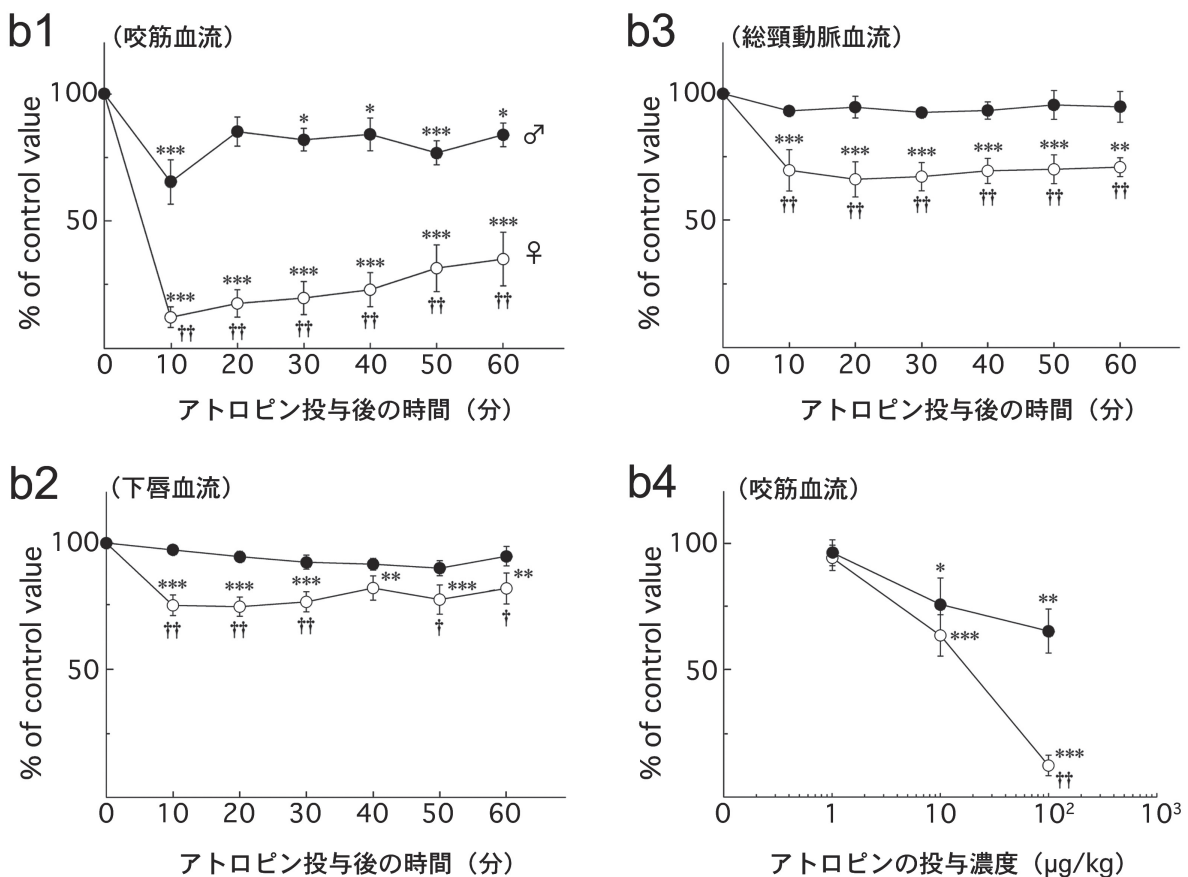 b1
(咬筋血流)
% of control value
100
50
***
*
*
***
*
♂
***
***
***
***
***
***
♀
††
††
††
††
††
††
0 10 20 30 40 50 60
アトロピン投与後の時間(分)
b3
(総頸動脈血流)
% of control value
100
50
***
***
***
***
***
**
††
††
††
††
††
††
0 10 20 30 40 50 60
アトロピン投与後の時間(分)
b2
(下唇血流)
% of control value
100
50
***
***
***
**
***
**
††
††
††
†
†
0 10 20 30 40 50 60
アトロピン投与後の時間(分)
b4
(咬筋血流)
% of control value
100
50
*
**
***
***
††
0 1 10 10² 10³
アトロピンの投与濃度(μg/kg)